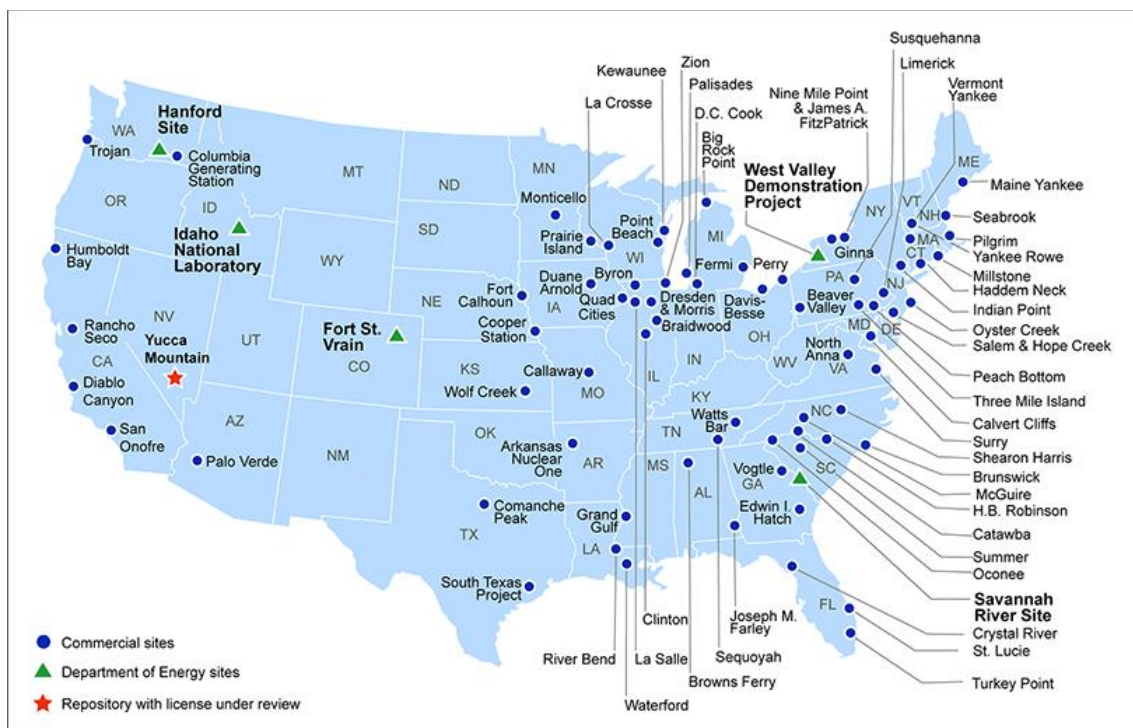 Susquehanna
Limerick
Zion
Vermont
Yankee
Kewaunee
Palisades
Nine Mile Point
& James A.
FitzPatrick
La Crosse
D.C. Cook
Hanford
Site
Big
Rock
Point
WA
MN
West Valley
Demonstration
Project
ME
Trojan
Columbia
Generating
Station
MT
ND
Monticello
VT
Maine Yankee
NY
OR
ID
Point
Beach
NH
Seabrook
SD
MI
Idaho
National
Laboratory
Prairie
Island
WI
Ginna
MA
Pilgrim
Humboldt
Bay
CT
Yankee Rowe
WY
Fermi
Perry
Millstone
Duane
Arnold
Byron
PA
NJ
Haddem Neck
Fort
Calhoun
NE
IA
Quad
Cities
Dresden
& Morris
Davis-
Besse
Beaver
Valley
Indian Point
NV
Oyster Creek
Rancho
Seco
Fort St.
Vrain
Cooper
Station
Braidwood
OH
MD
DE
Salem & Hope Creek
Yucca
Mountain
UT
North
Anna
CA
CO
KS
Callaway
IL
IN
WV
VA
Peach Bottom
Diablo
Canyon
Wolf Creek
MO
KY
Three Mile Island
San
Onofre
AZ
OK
Watts
Bar
NC
Calvert Cliffs
NM
TN
Surry
Palo Verde
Arkansas
Nuclear
One
AR
MS
Shearon Harris
Vogtle
SC
Brunswick
GA
AL
McGuire
Comanche
Peak
Grand
Gulf
Edwin I.
Hatch
H.B. Robinson
TX
Catawba
LA
Summer
South Texas
Project
Oconee
FL
Savannah
River Site
Clinton
Joseph M.
Farley
Commercial sites
Crystal River
River Bend
La Salle
Sequoyah
St. Lucie
Department of Energy sites
Browns Ferry
Turkey Point
Repository with license under review
Waterford